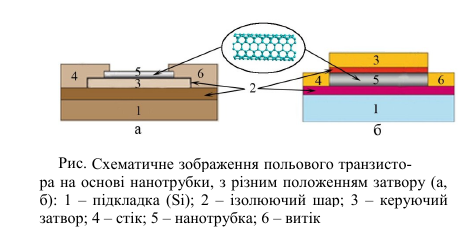 3
4
5
6
3
2
4
5
6
1
1
а
б
Рис. Схематичне зображення польового транзисто-
ра на основі нанотрубки, з різним положенням затвору (а,
б): 1 – підкладка (Si); 2 – ізолюючий шар; 3 – керуючий
затвор; 4 – стік; 5 – нанотрубка; 6 – витік